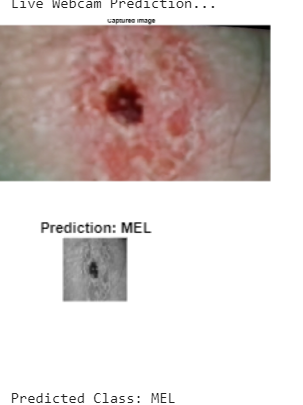 Live Webcam Prediction...
Captured Image
Prediction: MEL
Predicted Class: MEL